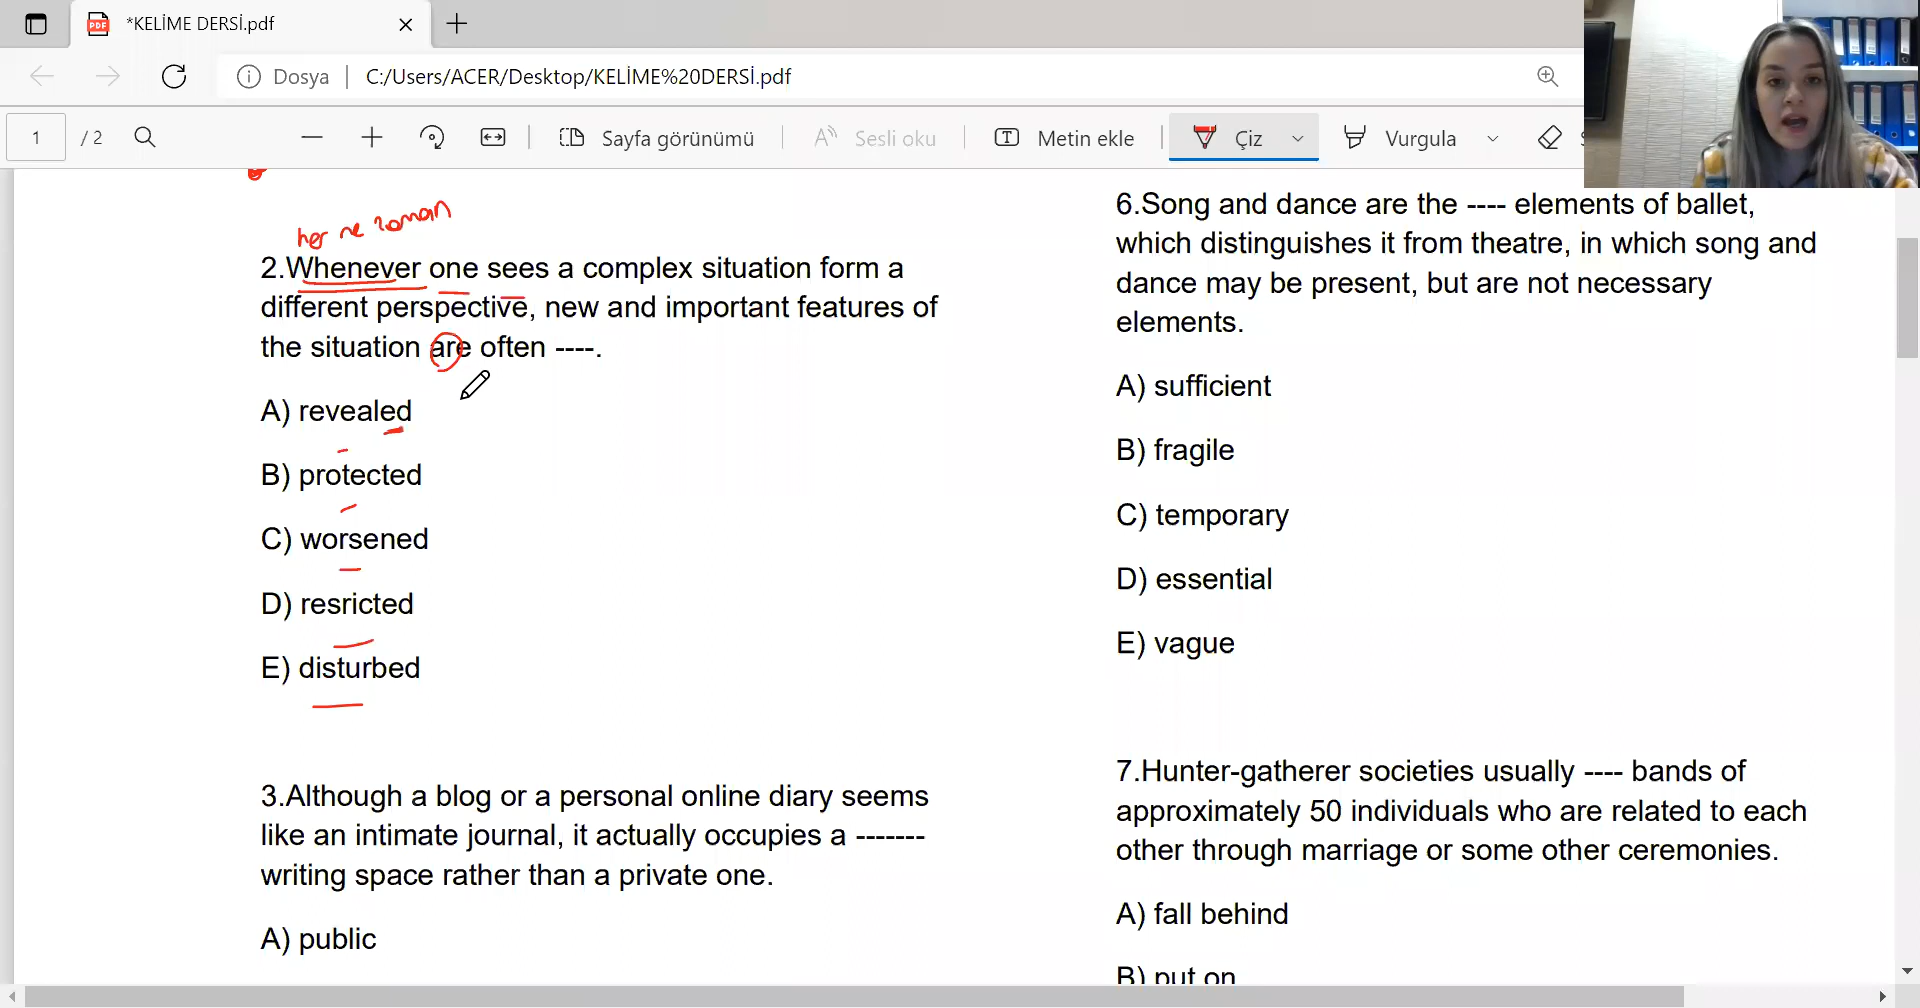 *KELİME DERSİ.pdf
Dosya
C:/Users/ACER/Desktop/KELİME%20DERSİ.pdf
1
/ 2
Sayfa görünümü
Sesli oku
Metin ekle
Çiz
Vurgula
her ne zaman
2.Whenever one sees a complex situation form a
different perspective, new and important features of
the situation are often ----.
A) revealed
B) protected
C) worsened
D) resricted
E) disturbed
3.Although a blog or a personal online diary seems
like an intimate journal, it actually occupies a -------
writing space rather than a private one.
A) public
6.Song and dance are the ---- elements of ballet,
which distinguishes it from theatre, in which song and
dance may be present, but are not necessary
elements.
A) sufficient
B) fragile
C) temporary
D) essential
E) vague
7.Hunter-gatherer societies usually ---- bands of
approximately 50 individuals who are related to each
other through marriage or some other ceremonies.
A) fall behind
B) put on